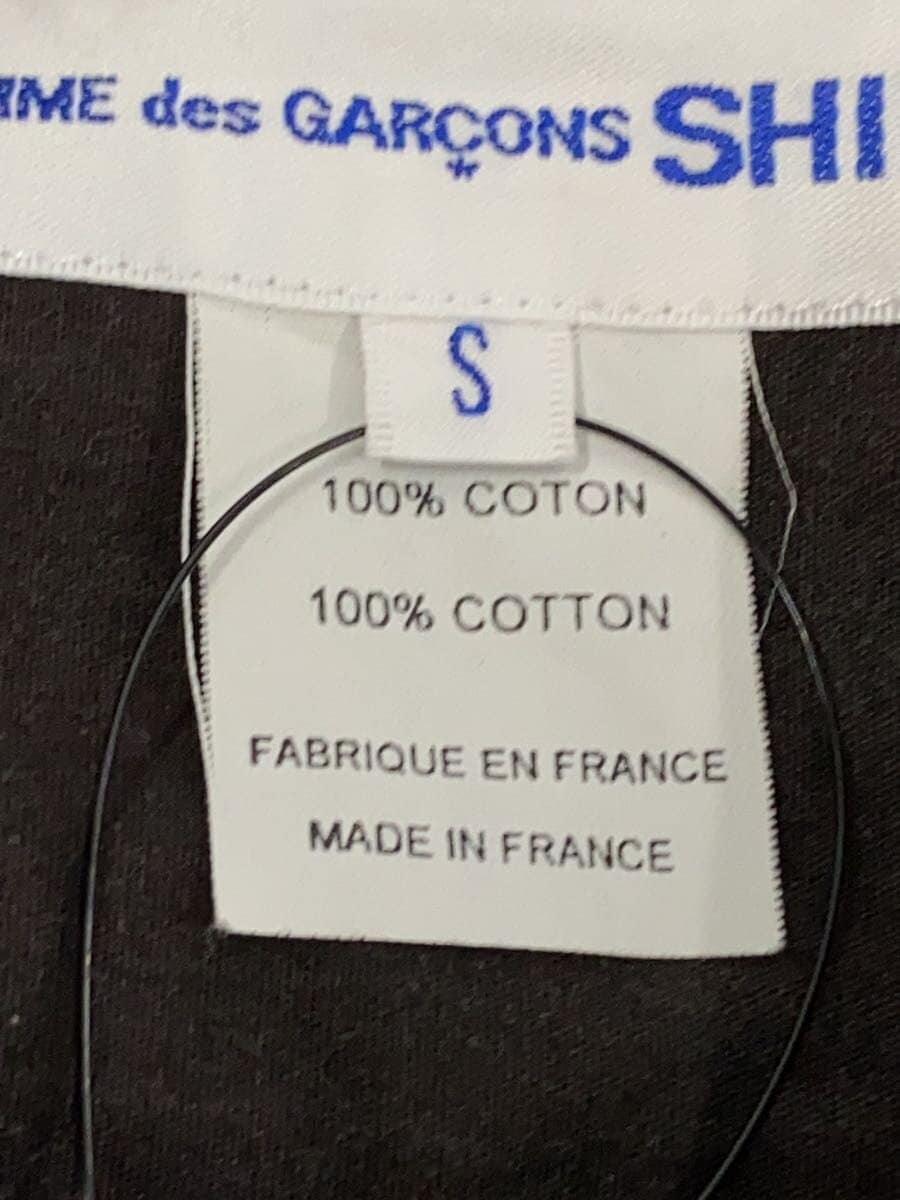 MME des GARÇONS SHI
S
100% COTON
100% COTTON
FABRIQUE EN FRANCE
MADE IN FRANCE